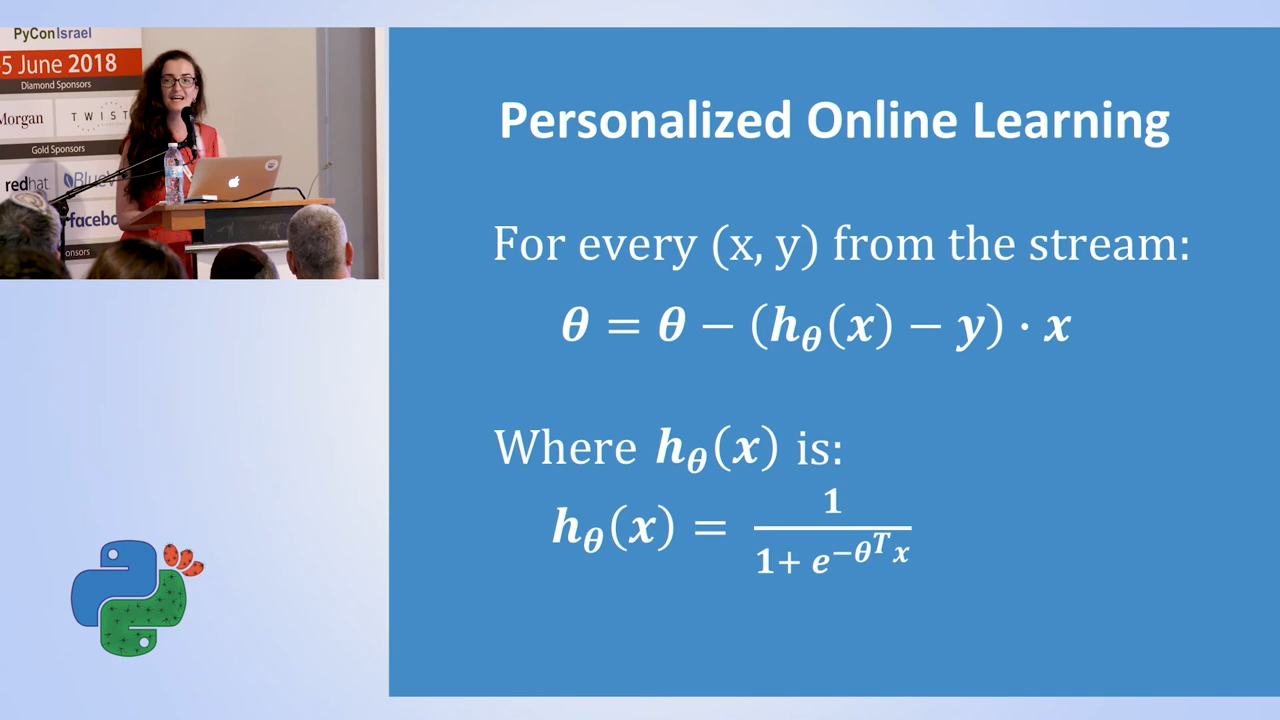 PyConIsrael
5 June 2018
Diamond Sponsors
Morgan
TWIST
Gold Sponsors
redhat.
Personalized Online Learning
For every (x, y) from the stream:
θ = θ − (hθ(x) − y) · x
Where hθ(x) is:
hθ(x) = 1 / (1+ e^−θ^T x)